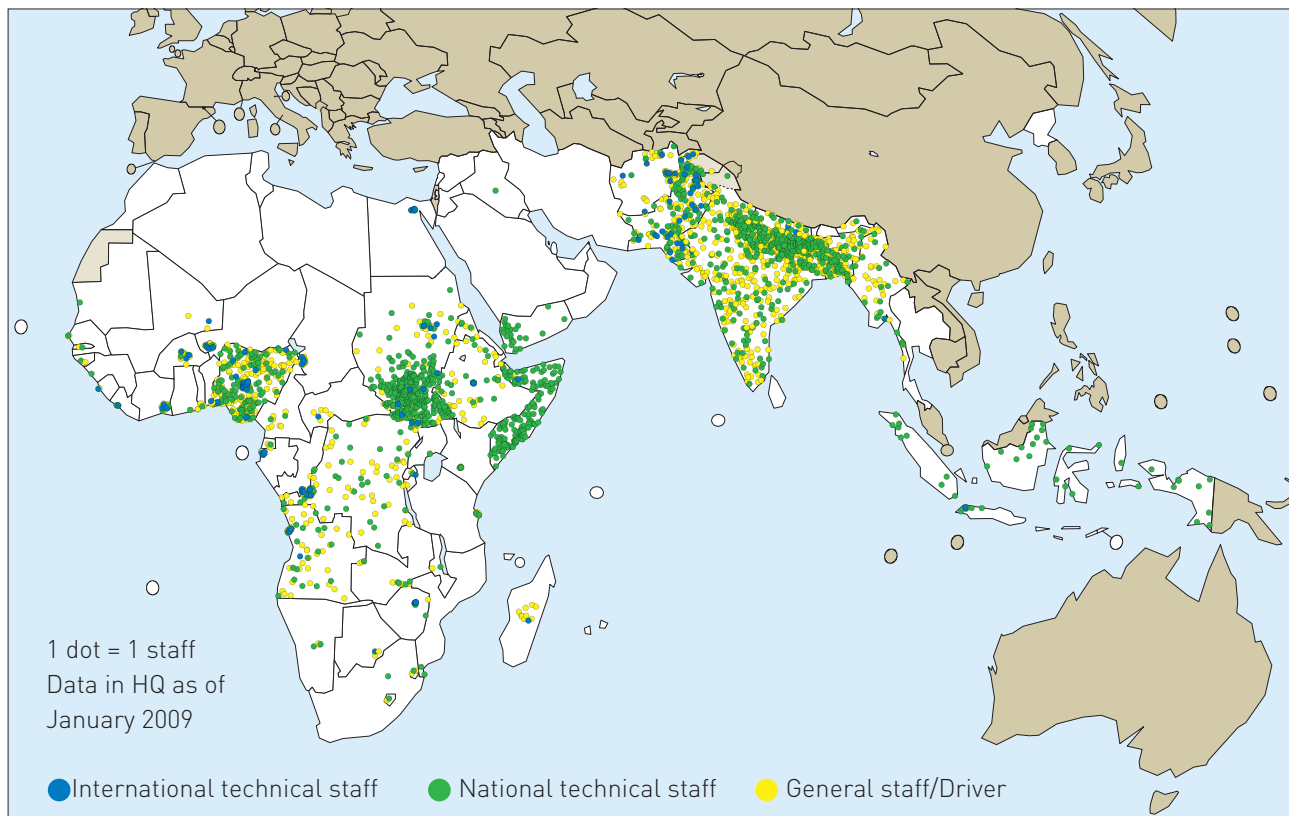 1 dot = 1 staff
Data in HQ as of
January 2009
International technical staff National technical staff General staff/Driver